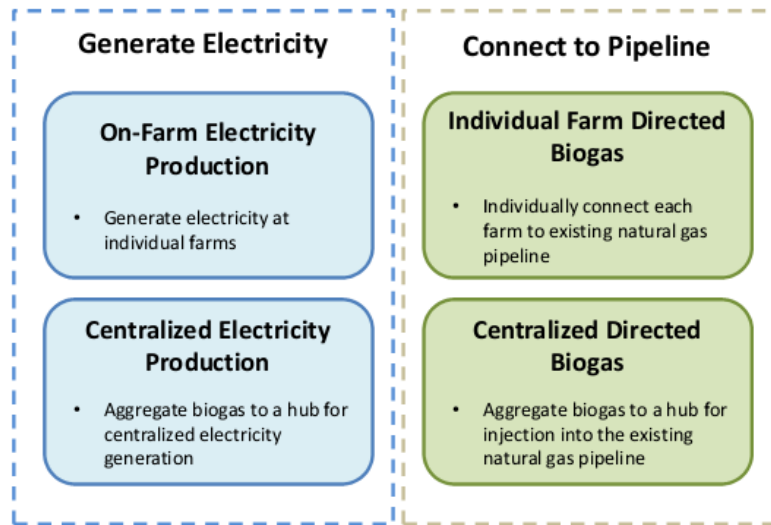 Generate Electricity
On-Farm Electricity
Production
• Generate electricity at
individual farms
Centralized Electricity
Production
• Aggregate biogas to a hub for
centralized electricity
generation
Connect to Pipeline
Individual Farm Directed
Biogas
• Individually connect each
farm to existing natural gas
pipeline
Centralized Directed
Biogas
• Aggregate biogas to a hub for
injection into the existing
natural gas pipeline